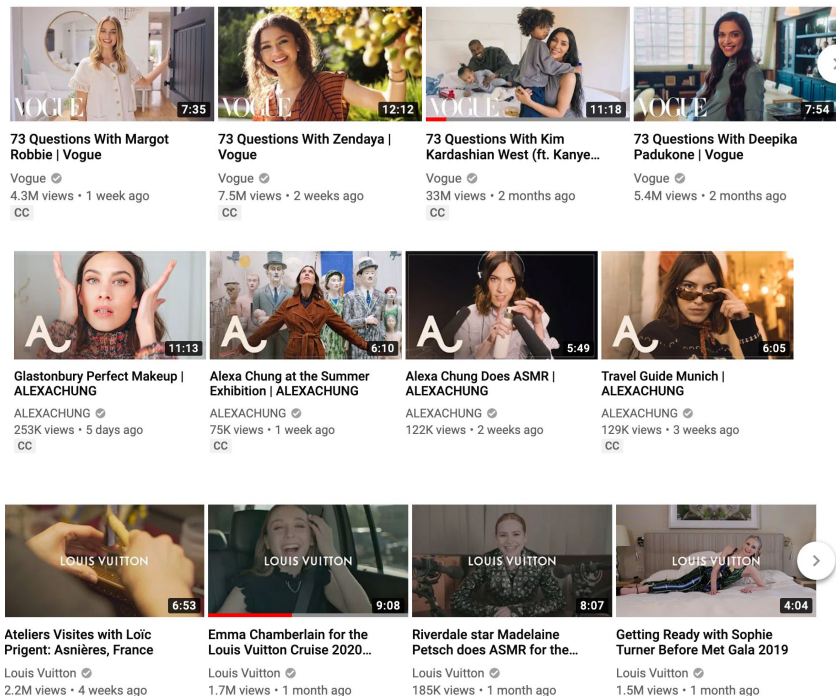 VOGUE
7:35
VOGUE
12:12
VOGUE
11:18
VOGUE
7:54
73 Questions With Margot
Robbie | Vogue
Vogue
4.3M views • 1 week ago
CC
73 Questions With Zendaya |
Vogue
Vogue
7.5M views • 2 weeks ago
CC
73 Questions With Kim
Kardashian West (ft. Kanye...
Vogue
33M views • 2 months ago
CC
73 Questions With Deepika
Padukone | Vogue
Vogue
5.4M views • 2 months ago
A
11:13
A
6:10
A
5:49
A
6:05
Glastonbury Perfect Makeup |
ALEXACHUNG
ALEXACHUNG
253K views • 5 days ago
CC
Alexa Chung at the Summer
Exhibition | ALEXACHUNG
ALEXACHUNG
75K views • 1 week ago
CC
Alexa Chung Does ASMR |
ALEXACHUNG
ALEXACHUNG
122K views • 2 weeks ago
Travel Guide Munich |
ALEXACHUNG
ALEXACHUNG
129K views • 3 weeks ago
CC
LOUIS VUITTON
6:53
LOUIS VUITTON
9:08
LOUIS VUITTON
8:07
LOUIS VUITTON
4:04
Ateliers Visites with Loïc
Prigent: Asnières, France
Louis Vuitton
2.2M views • 4 weeks ago
Emma Chamberlain for the
Louis Vuitton Cruise 2020...
Louis Vuitton
1.7M views • 1 month ago
Riverdale star Madelaine
Petsch does ASMR for the...
Louis Vuitton
185K views • 1 month ago
Getting Ready with Sophie
Turner Before Met Gala 2019
Louis Vuitton
1.5M views • 1 month ago